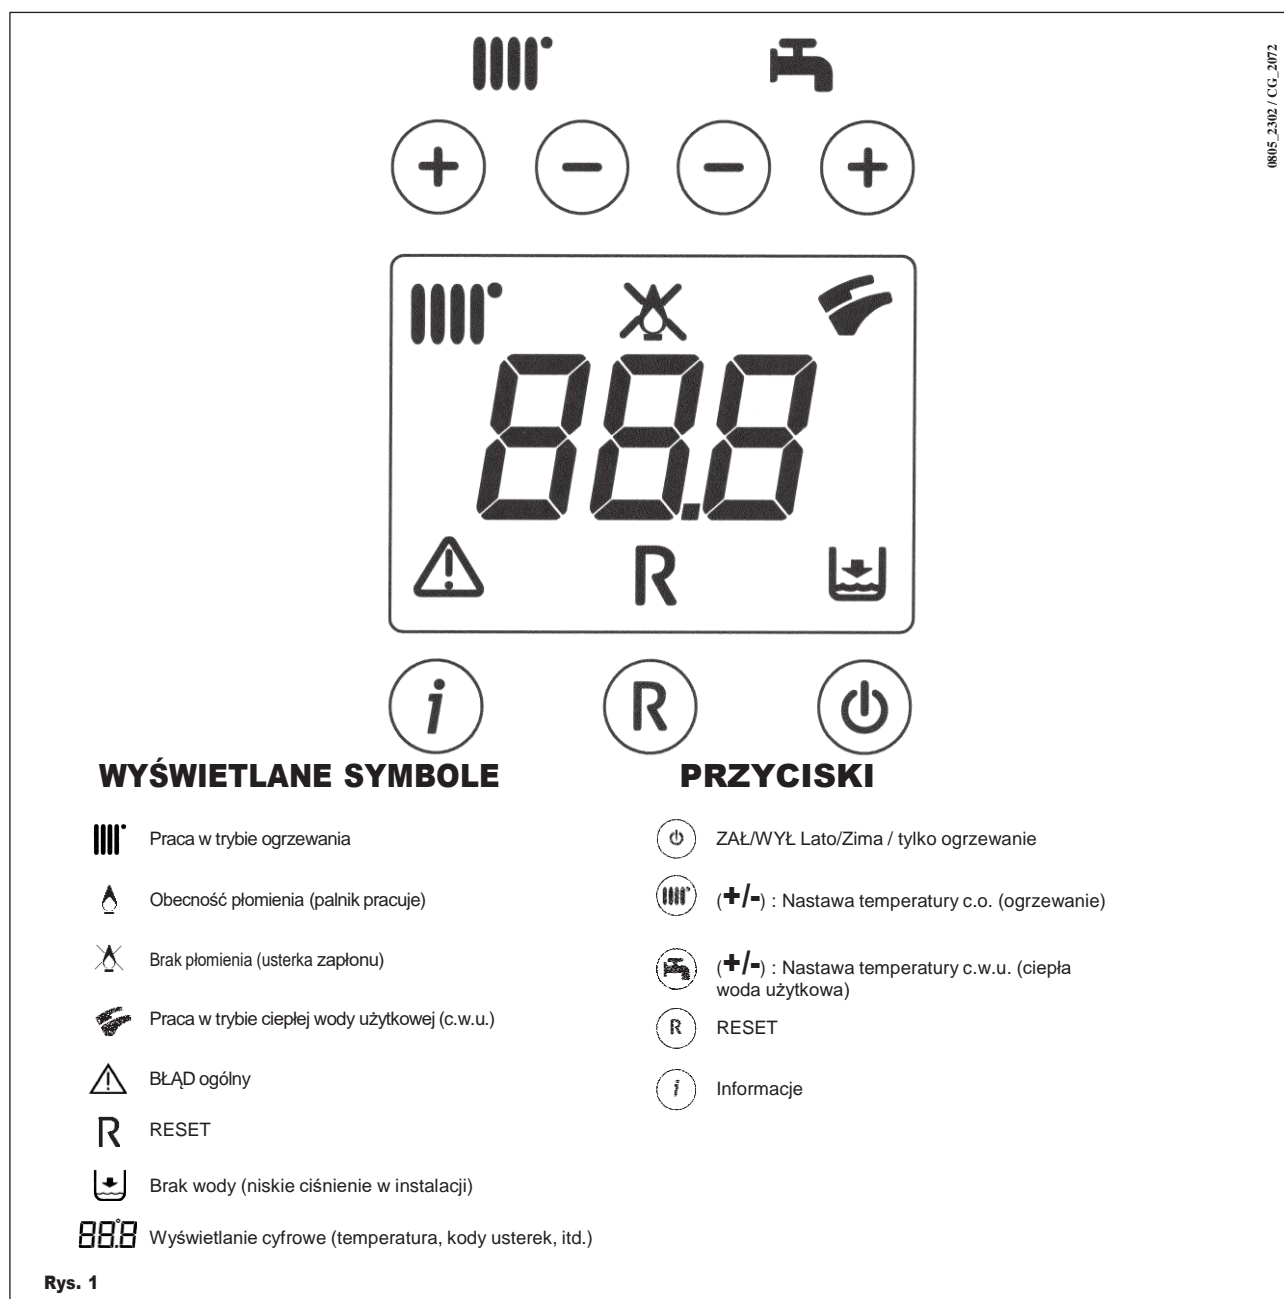 0805_2302 / CG_2072
+ - - +
88.8
R
i R
WYŚWIETLANE SYMBOLE
Praca w trybie ogrzewania
Obecność płomienia (palnik pracuje)
Brak płomienia (usterka zapłonu)
Praca w trybie ciepłej wody użytkowej (c.w.u.)
BŁĄD ogólny
R RESET
Brak wody (niskie ciśnienie w instalacji)
88.8 Wyświetlanie cyfrowe (temperatura, kody usterek, itd.)
PRZYCISKI
ZAŁ/WYŁ Lato/Zima / tylko ogrzewanie
(+/-) : Nastawa temperatury c.o. (ogrzewanie)
(+/-) : Nastawa temperatury c.w.u. (ciepła
woda użytkowa)
R RESET
i Informacje
Rys. 1